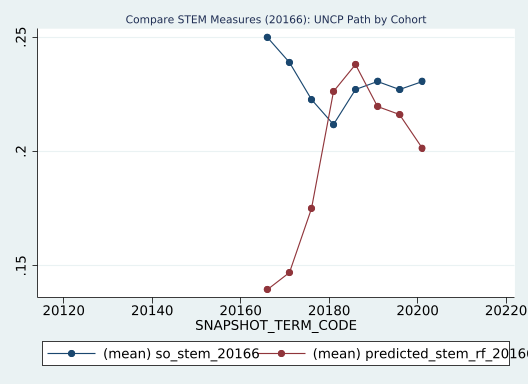 Compare STEM Measures (20166): UNCP Path by Cohort
.25
.2
.15
20120 20140 20160 20180 20200 20220
SNAPSHOT_TERM_CODE
(mean) so_stem_20166 (mean) predicted_stem_rf_20166